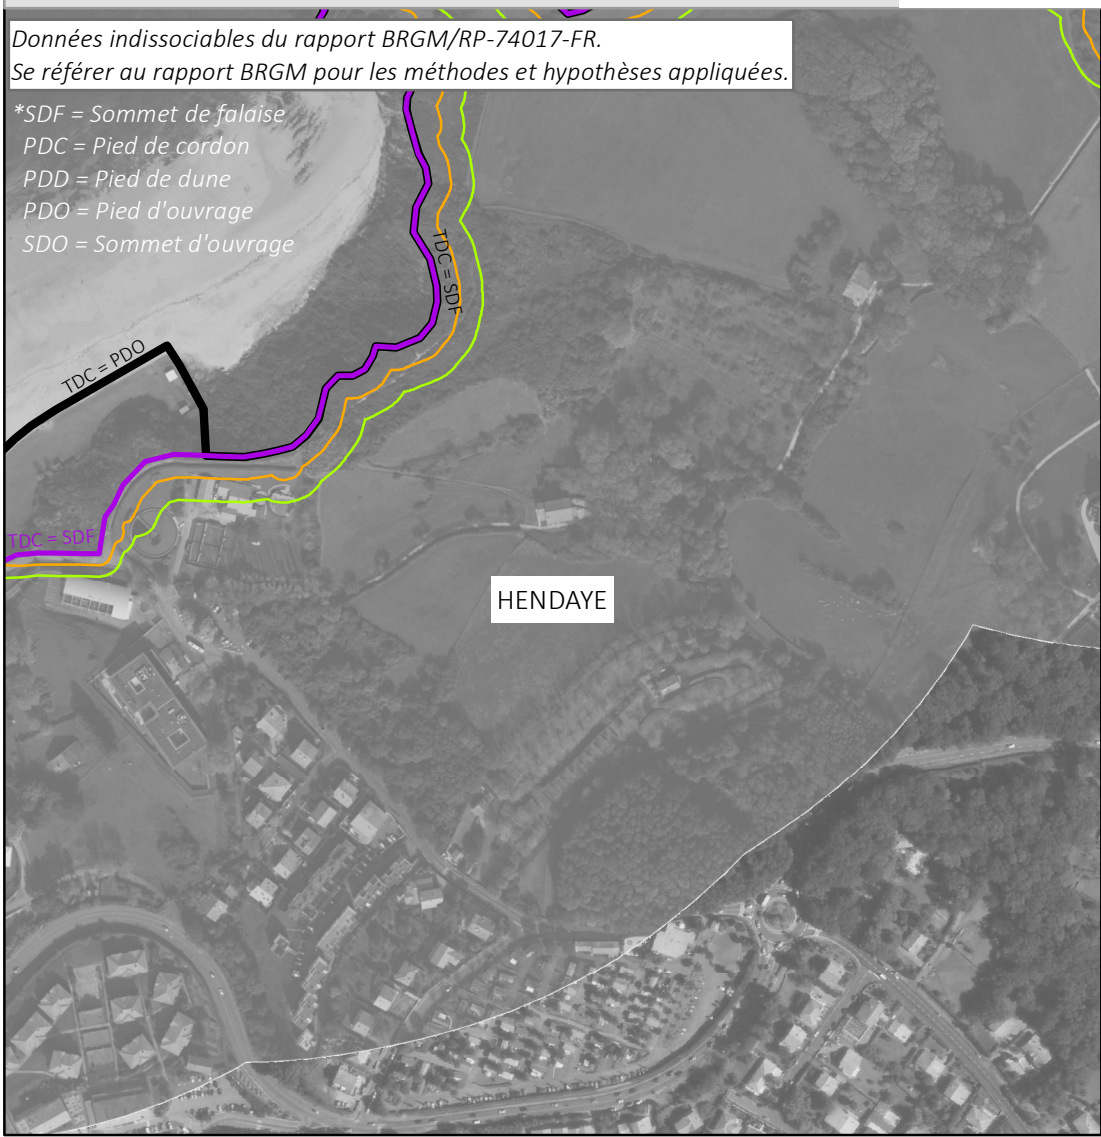 Données indissociables du rapport BRGM/RP-74017-FR.
Se référer au rapport BRGM pour les méthodes et hypothèses appliquées.
*SDF = Sommet de falaise
PDC = Pied de cordon
PDD = Pied de dune
PDO = Pied d'ouvrage
SDO = Sommet d'ouvrage
TDC = SDF
TDC = PDO
TDC = SDF
HENDAYE